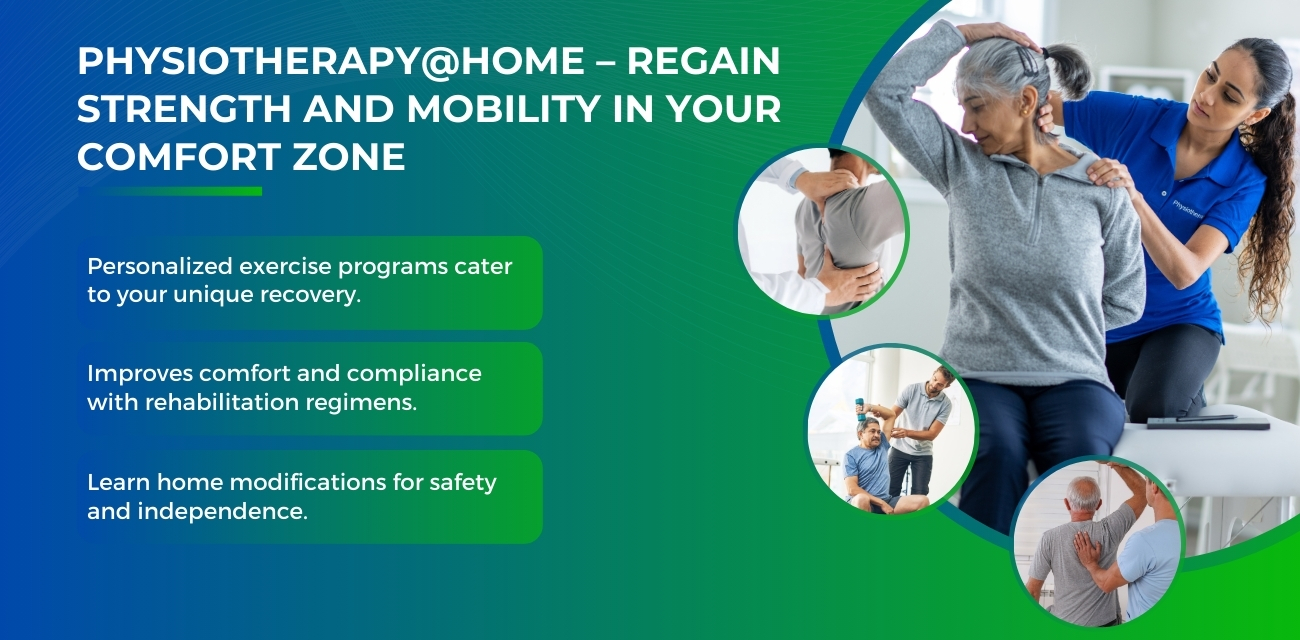 PHYSIOTHERAPY@HOME – REGAIN
STRENGTH AND MOBILITY IN YOUR
COMFORT ZONE
Personalized exercise programs cater
to your unique recovery.
Improves comfort and compliance
with rehabilitation regimens.
Learn home modifications for safety
and independence.